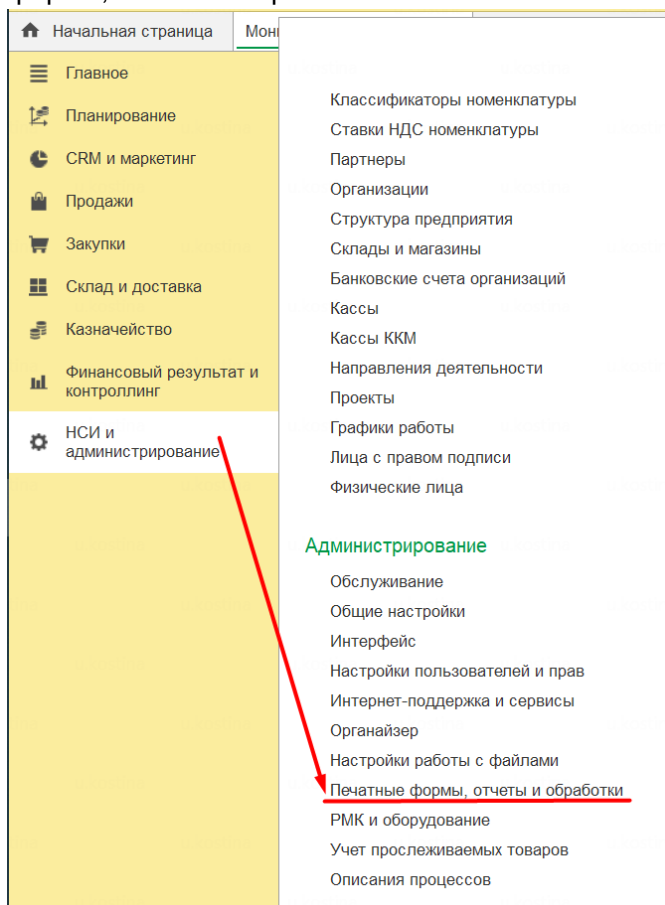 Начальная страница
Главное
Планирование
CRM и маркетинг
Продажи
Закупки
Склад и доставка
Казначейство
Финансовый результат и
контроллинг
НСИ и
администрирование
Классификаторы номенклатуры
Ставки НДС номенклатуры
Партнеры
Организации
Структура предприятия
Склады и магазины
Банковские счета организаций
Кассы
Кассы ККМ
Направления деятельности
Проекты
Графики работы
Лица с правом подписи
Физические лица
Администрирование
Обслуживание
Общие настройки
Интерфейс
Настройки пользователей и прав
Интернет-поддержка и сервисы
Органайзер
Настройки работы с файлами
Печатные формы, отчеты и обработки
РМК и оборудование
Учет прослеживаемых товаров
Описания процессов